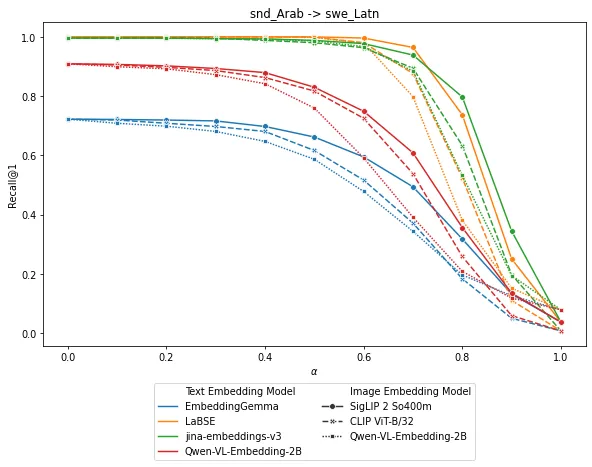 snd_Arab -> swe_Latn
1.0
0.8
0.6
0.4
0.2
0.0
Recall@1
0.0 0.2 0.4 0.6 0.8 1.0
α
Text Embedding Model
EmbeddingGemma
LaBSE
jina-embeddings-v3
Qwen-VL-Embedding-2B
Image Embedding Model
SigLIP 2 So400m
CLIP ViT-B/32
Qwen-VL-Embedding-2B